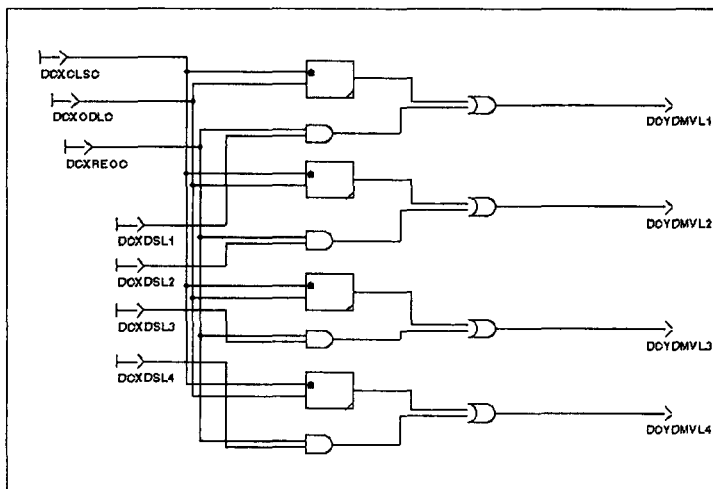 DCXCLSC
DCXODLC
DCXREOC
DCXDSL1
DCXDSL2
DCXDSL3
DCXDSL4
DOYDMVL1
DOYDMVL2
DOYDMVL3
DOYDMVL4